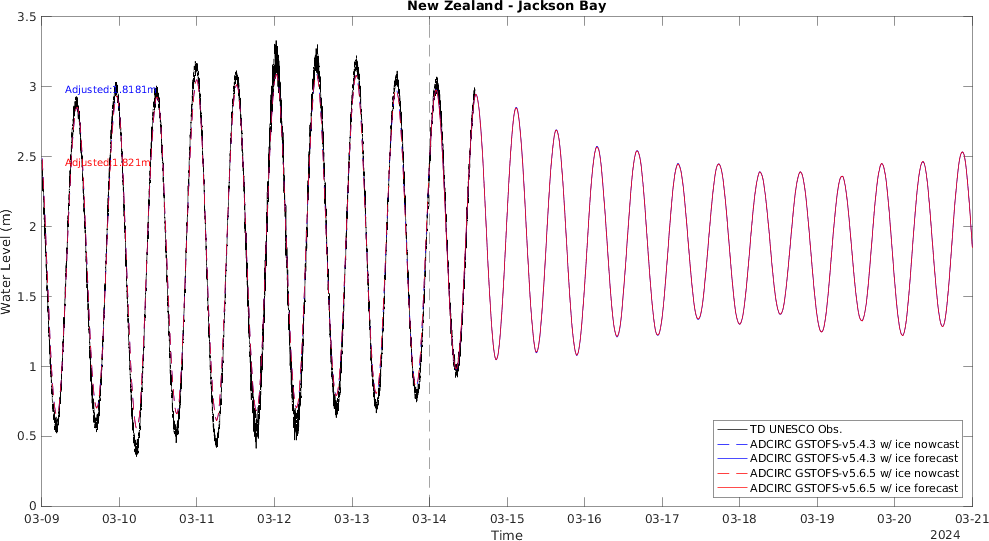 New Zealand - Jackson Bay
3.5
3
2.5
2
1.5
1
0.5
0
Water Level (m)
Adjusted:1.8181m
Adjusted:1.821m
TD UNESCO Obs.
ADCIRC GSTOFS-v5.4.3 w/ ice nowcast
ADCIRC GSTOFS-v5.4.3 w/ ice forecast
ADCIRC GSTOFS-v5.6.5 w/ ice nowcast
ADCIRC GSTOFS-v5.6.5 w/ ice forecast
03-09 03-10 03-11 03-12 03-13 03-14 03-15 03-16 03-17 03-18 03-19 03-20 03-21
Time
2024